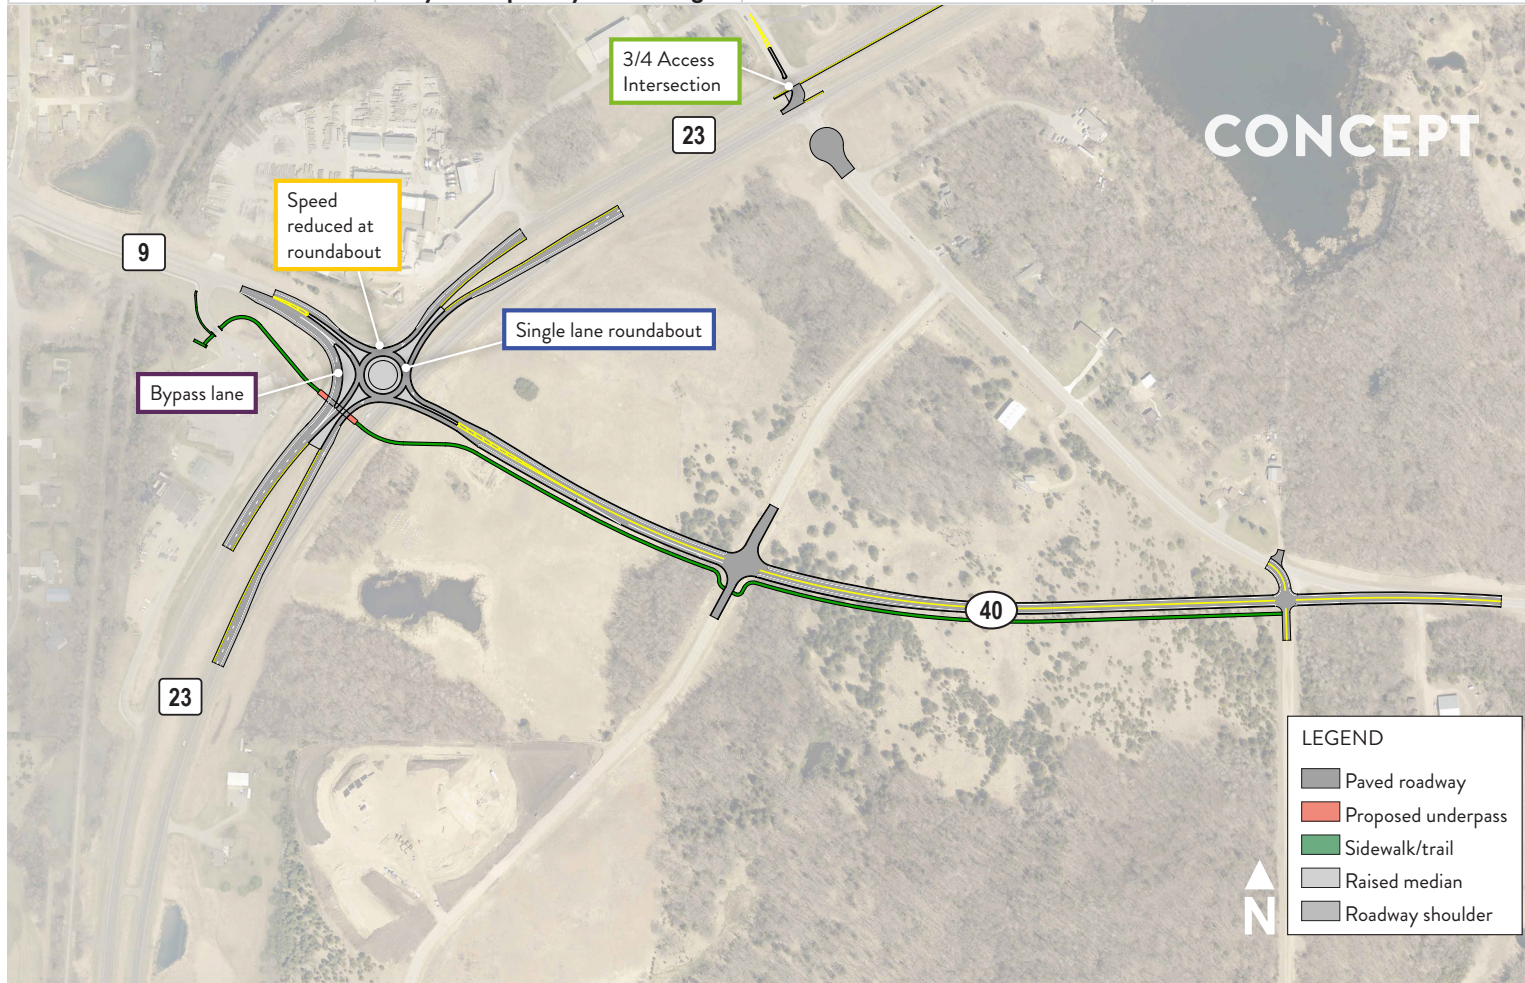 3/4 Access
Intersection
23
CONCEPT
Speed
reduced at
roundabout
9
Single lane roundabout
Bypass lane
40
23
LEGEND
Paved roadway
Proposed underpass
Sidewalk/trail
Raised median
Roadway shoulder
N